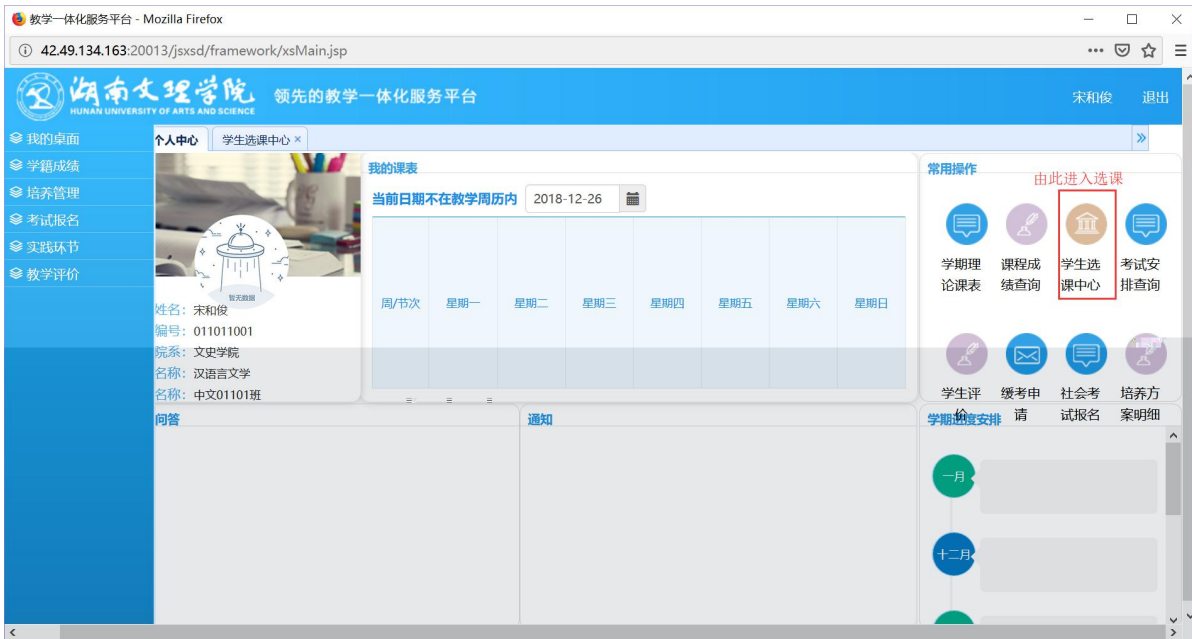 教学一体化服务平台 - Mozilla Firefox
42.49.134.163:20013/jsxsd/framework/xsMain.jsp
湖南文理学院
HUNAN UNIVERSITY OF ARTS AND SCIENCE
领先的教学一体化服务平台
宋和俊 退出
我的桌面
学籍成绩
培养管理
考试报名
实践环节
教学评价
个人中心 学生选课中心 ×
暂无数据
姓名：宋和俊
编号：011011001
院系：文史学院
名称：汉语言文学
名称：中文01101班
我的课表
当前日期不在教学周历内 2018-12-26
周/节次 星期一 星期二 星期三 星期四 星期五 星期六 星期日
一 二 三
常用操作
由此进入选课
学期理论课表
课程成绩查询
学生选课中心
考试安排查询
学生评价
缓考申请
社会考试报名
培养方案明细
问答
通知
学期进度安排
一月
十二月